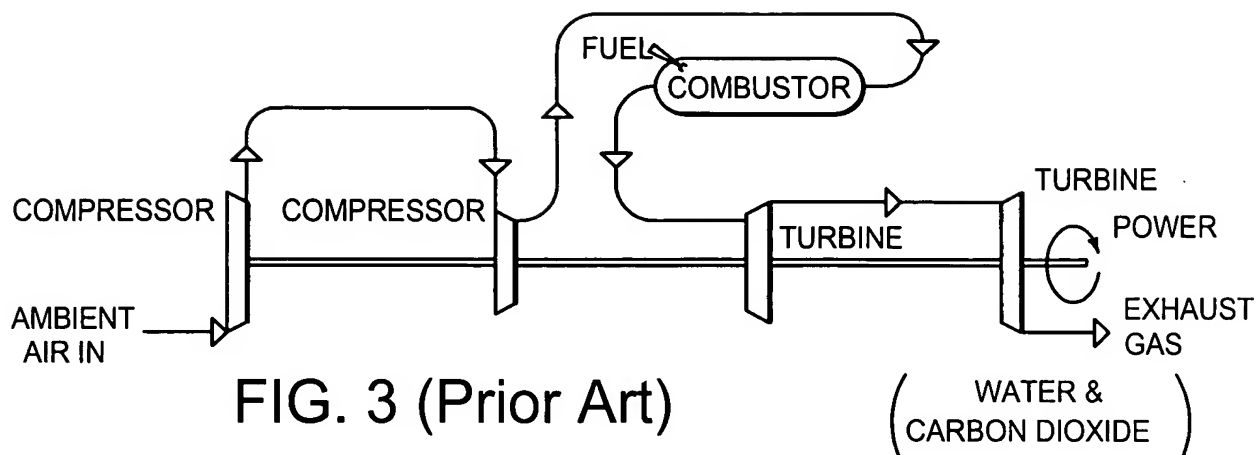 FUEL
COMBUSTOR
COMPRESSOR
COMPRESSOR
TURBINE
TURBINE
POWER
AMBIENT
AIR IN
EXHAUST
GAS
FIG. 3 (Prior Art)
(WATER &
CARBON DIOXIDE)